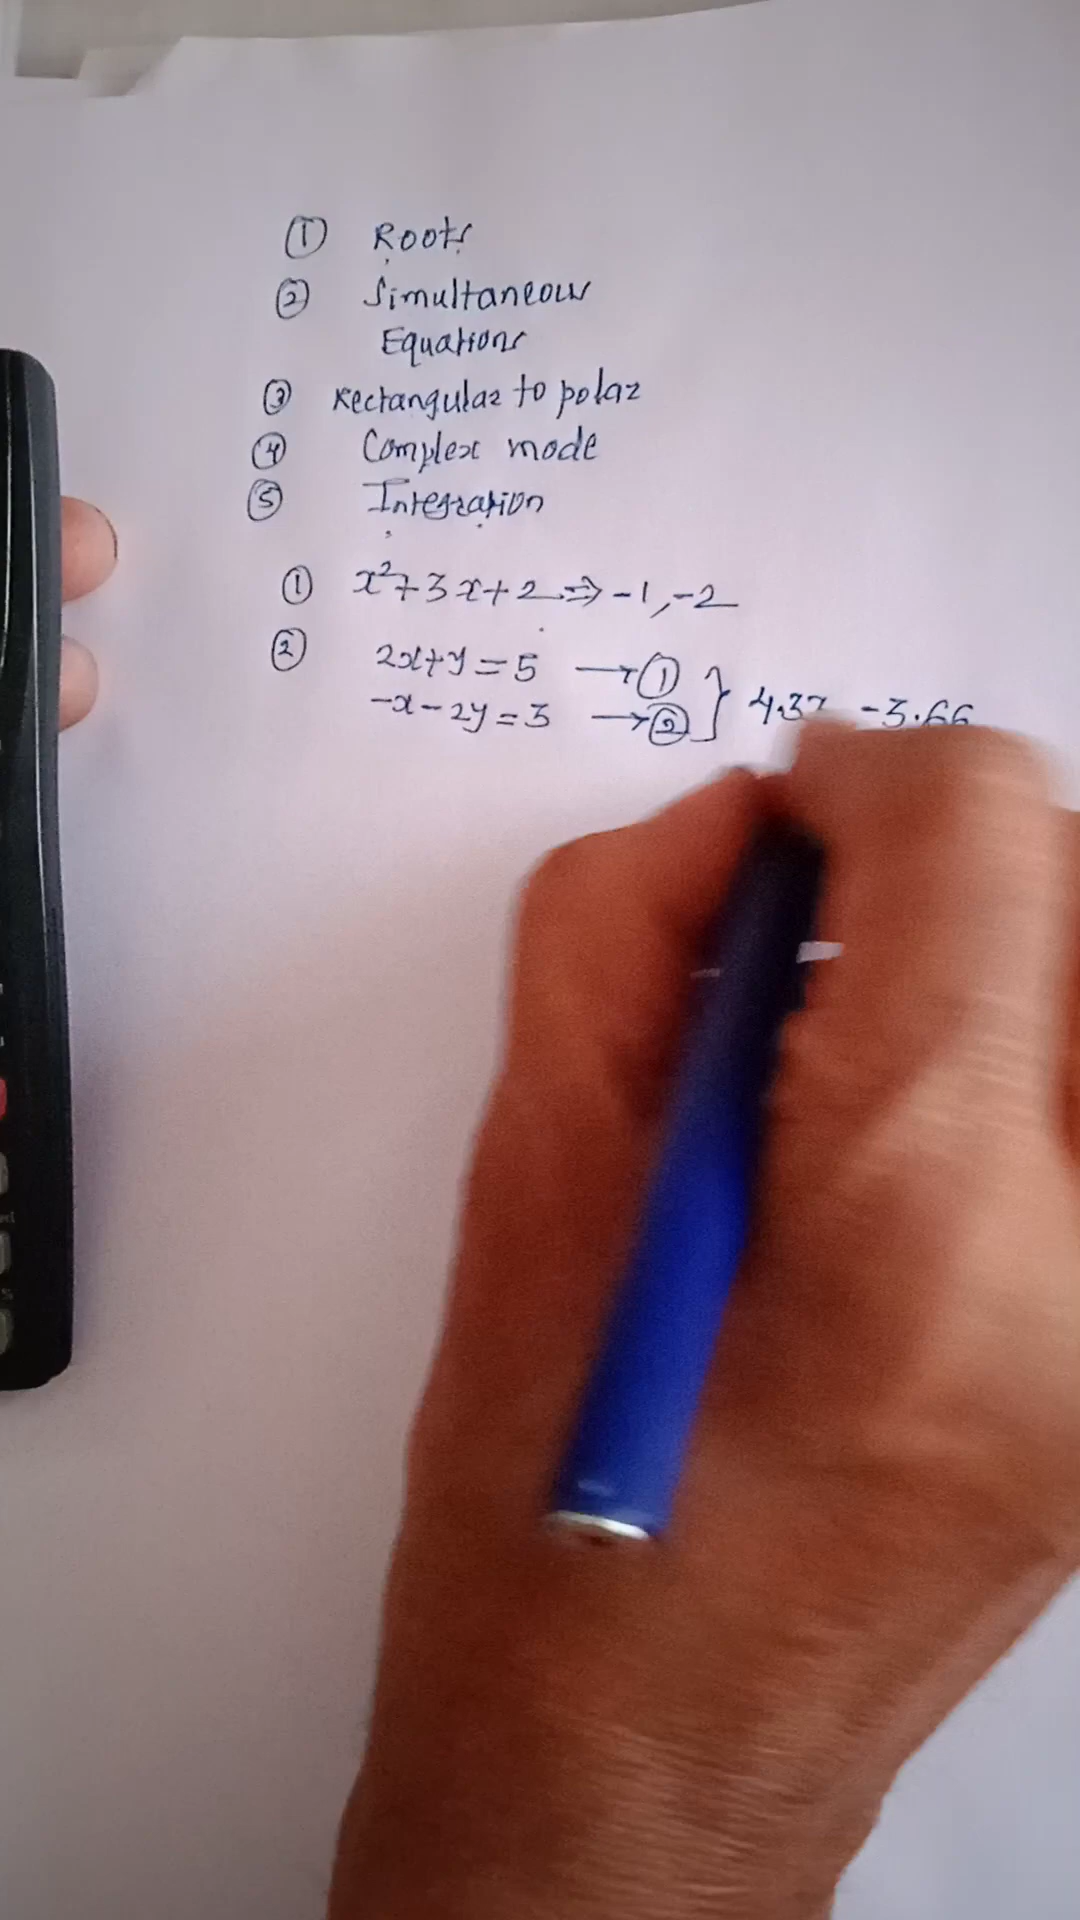 ① Roots
② Simultaneous
Equations
③ Rectangular to polar
④ Complex mode
⑤ Integration
① x²+3x+2 ⇒ -1,-2
② 2x+y=5 → ①
-x-2y=3 → ② } 4.33 -3.66